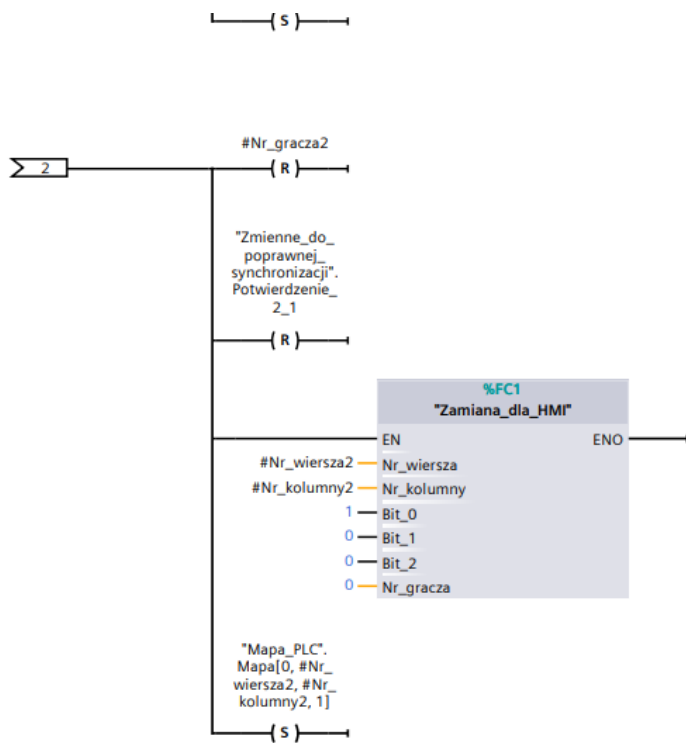 S
#Nr_gracza2
2
R
"Zmienne_do_
poprawnej_
synchronizacji".
Potwierdzenie_
2_1
R
%FC1
"Zamiana_dla_HMI"
EN ENO
#Nr_wiersza2 Nr_wiersza
#Nr_kolumny2 Nr_kolumny
1 Bit_0
0 Bit_1
0 Bit_2
0 Nr_gracza
"Mapa_PLC".
Mapa[0, #Nr_
wiersza2, #Nr_
kolumny2, 1]
S